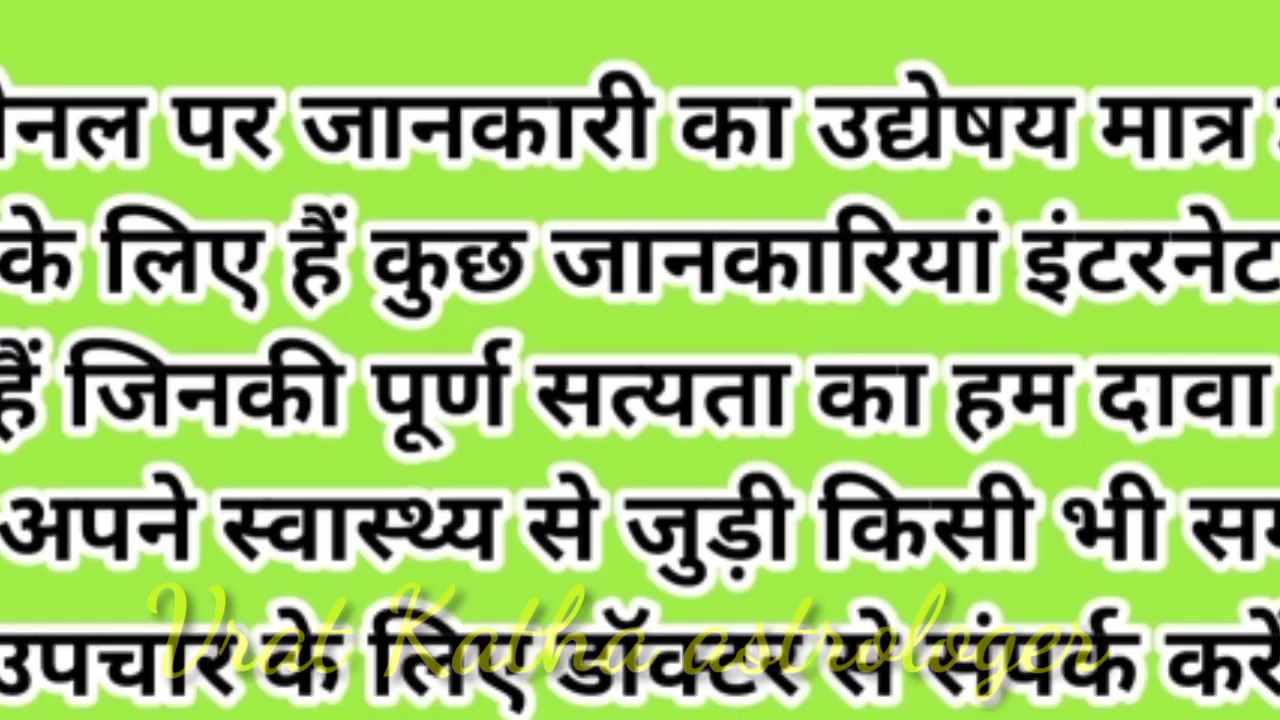 नल पर जानकारी का उद्येषय मात्र
के लिए हैं कुछ जानकारियां इंटरनेट
हैं जिनकी पूर्ण सत्यता का हम दावा
अपने स्वास्थ्य से जुड़ी किसी भी सम
उपचार के लिए डॉक्टर से संपर्क करें
Vrat Katha astrologer